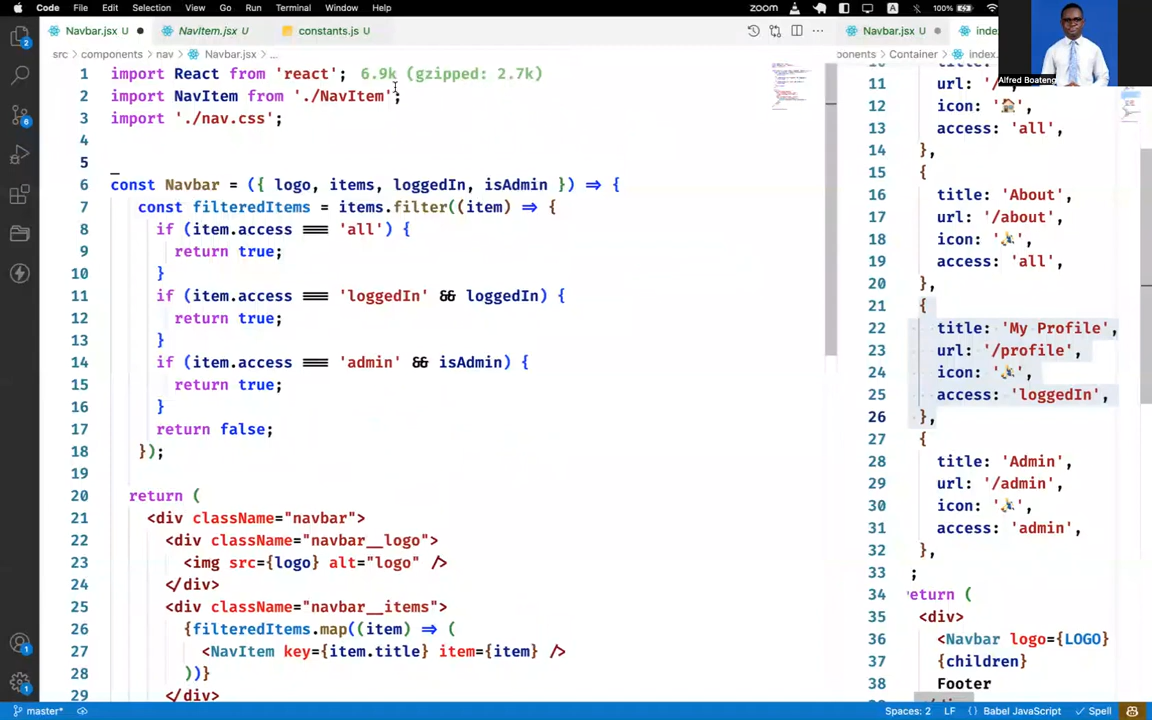 Code File Edit Selection View Go Run Terminal Window Help
zoom A 100%
Navbar.jsx U
NavItem.jsx U
constants.js U
Navbar.jsx U
src > components > nav > Navbar.jsx > ...
ponents > Container > index.
1 import React from 'react'; 6.9k (gzipped: 2.7k)
2 import NavItem from './NavItem';
3 import './nav.css';
4
5
6 const Navbar = ({ logo, items, loggedIn, isAdmin }) => {
7 const filteredItems = items.filter((item) => {
8 if (item.access === 'all') {
9 return true;
10 }
11 if (item.access === 'loggedIn' && loggedIn) {
12 return true;
13 }
14 if (item.access === 'admin' && isAdmin) {
15 return true;
16 }
17 return false;
18 });
19
20 return (
21 <div className="navbar">
22 <div className="navbar__logo">
23 <img src={logo} alt="logo" />
24 </div>
25 <div className="navbar__items">
26 {filteredItems.map((item) => (
27 <NavItem key={item.title} item={item} />
28 ))}
29 </div>
11 url: '/
12 icon: '🏠',
13 access: 'all',
14 },
15 {
16 title: 'About',
17 url: '/about',
18 icon: '',
19 access: 'all',
20 },
21 {
22 title: 'My Profile',
23 url: '/profile',
24 icon: '',
25 access: 'loggedIn',
26 },
27 {
28 title: 'Admin',
29 url: '/admin',
30 icon: '',
31 access: 'admin',
32 },
33 ;
34 return (
35 <div>
36 <Navbar logo={LOGO}
37 {children}
38 Footer
Alfred Boateng
master*
Spaces: 2 LF {} Babel JavaScript Spell